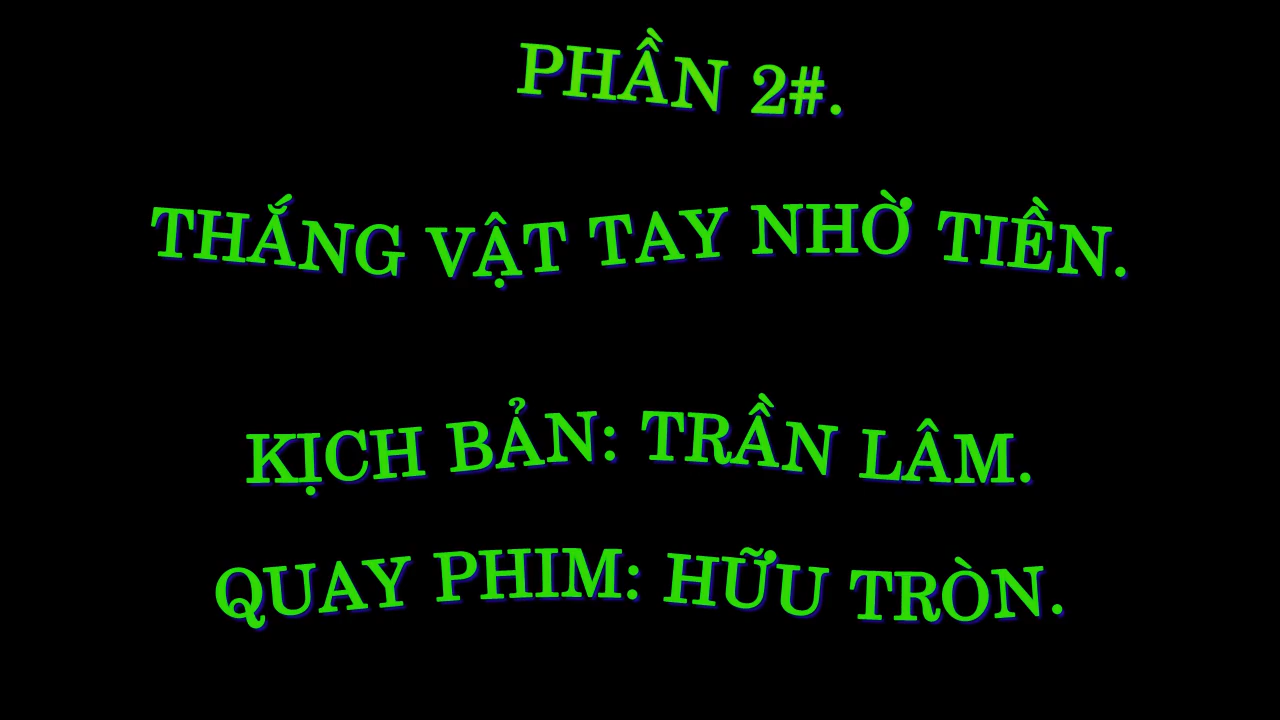 PHẦN 2#.
THẮNG VẬT TAY NHỜ TIỀN.
KỊCH BẢN: TRẦN LÂM.
QUAY PHIM: HỮU TRÒN.